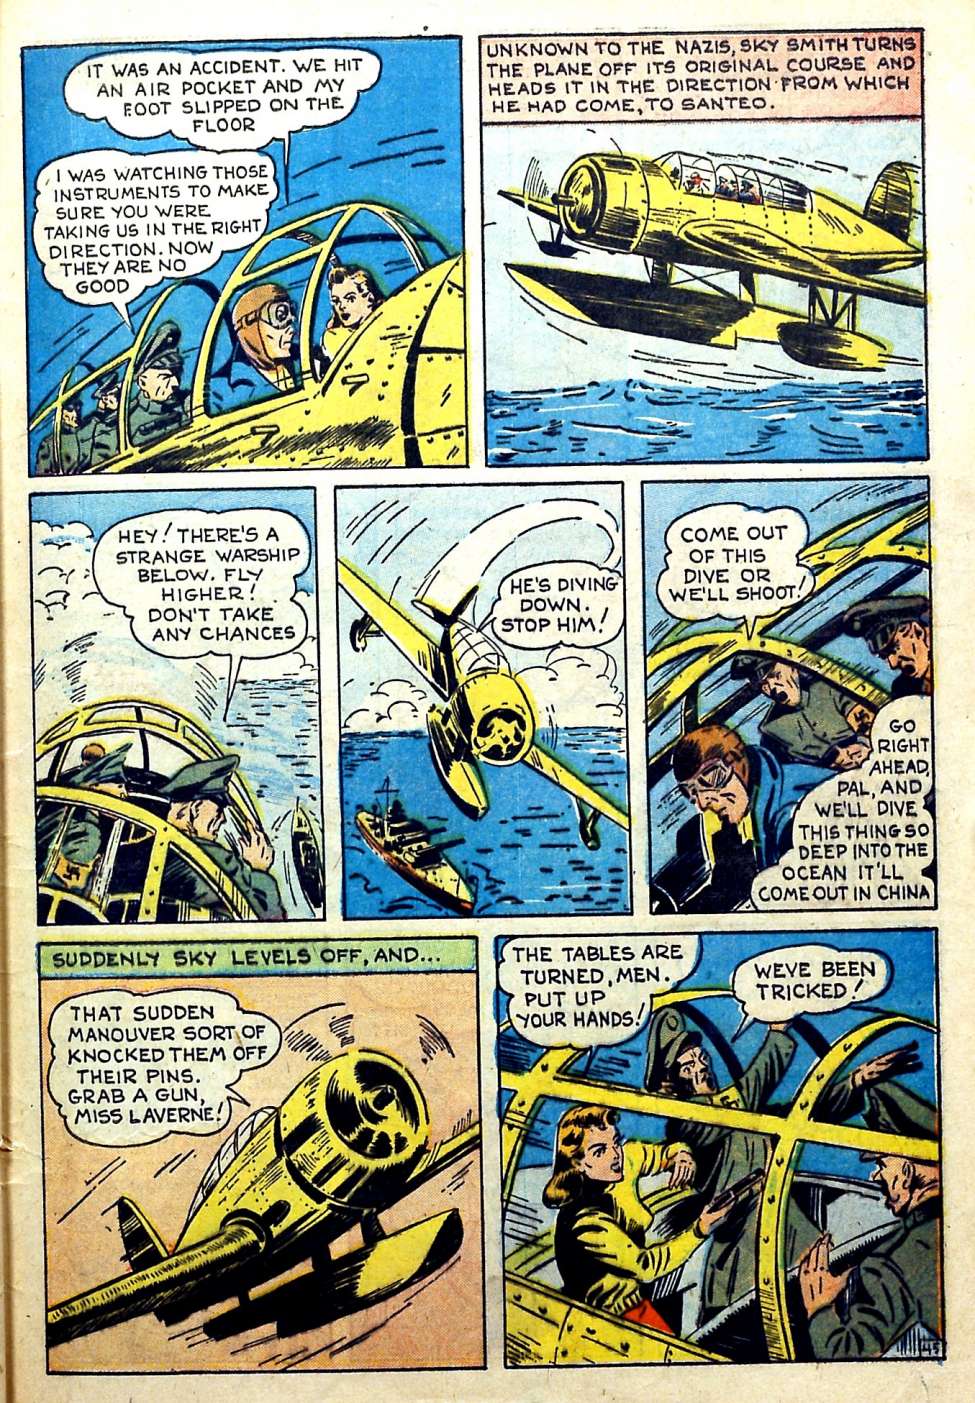 IT WAS AN ACCIDENT. WE HIT
AN AIR POCKET AND MY
FOOT SLIPPED ON THE
FLOOR
I WAS WATCHING THOSE
INSTRUMENTS TO MAKE
SURE YOU WERE
TAKING US IN THE RIGHT
DIRECTION. NOW
THEY ARE NO
GOOD
UNKNOWN TO THE NAZIS, SKY SMITH TURNS
THE PLANE OFF ITS ORIGINAL COURSE AND
HEADS IT IN THE DIRECTION FROM WHICH
HE HAD COME, TO SANTEO.
HEY! THERE'S A
STRANGE WARSHIP
BELOW. FLY
HIGHER!
DON'T TAKE
ANY CHANCES
HE'S DIVING
DOWN.
STOP HIM!
COME OUT
OF THIS
DIVE OR
WE'LL SHOOT!
GO
RIGHT
AHEAD,
PAL, AND
WE'LL DIVE
THIS THING SO
DEEP INTO THE
OCEAN IT'LL
COME OUT IN CHINA
SUDDENLY SKY LEVELS OFF, AND...
THAT SUDDEN
MANOUVER SORT OF
KNOCKED THEM OFF
THEIR PINS.
GRAB A GUN,
MISS LAVERNE!
THE TABLES ARE
TURNED, MEN.
PUT UP
YOUR HANDS!
WEVE BEEN
TRICKED!
45